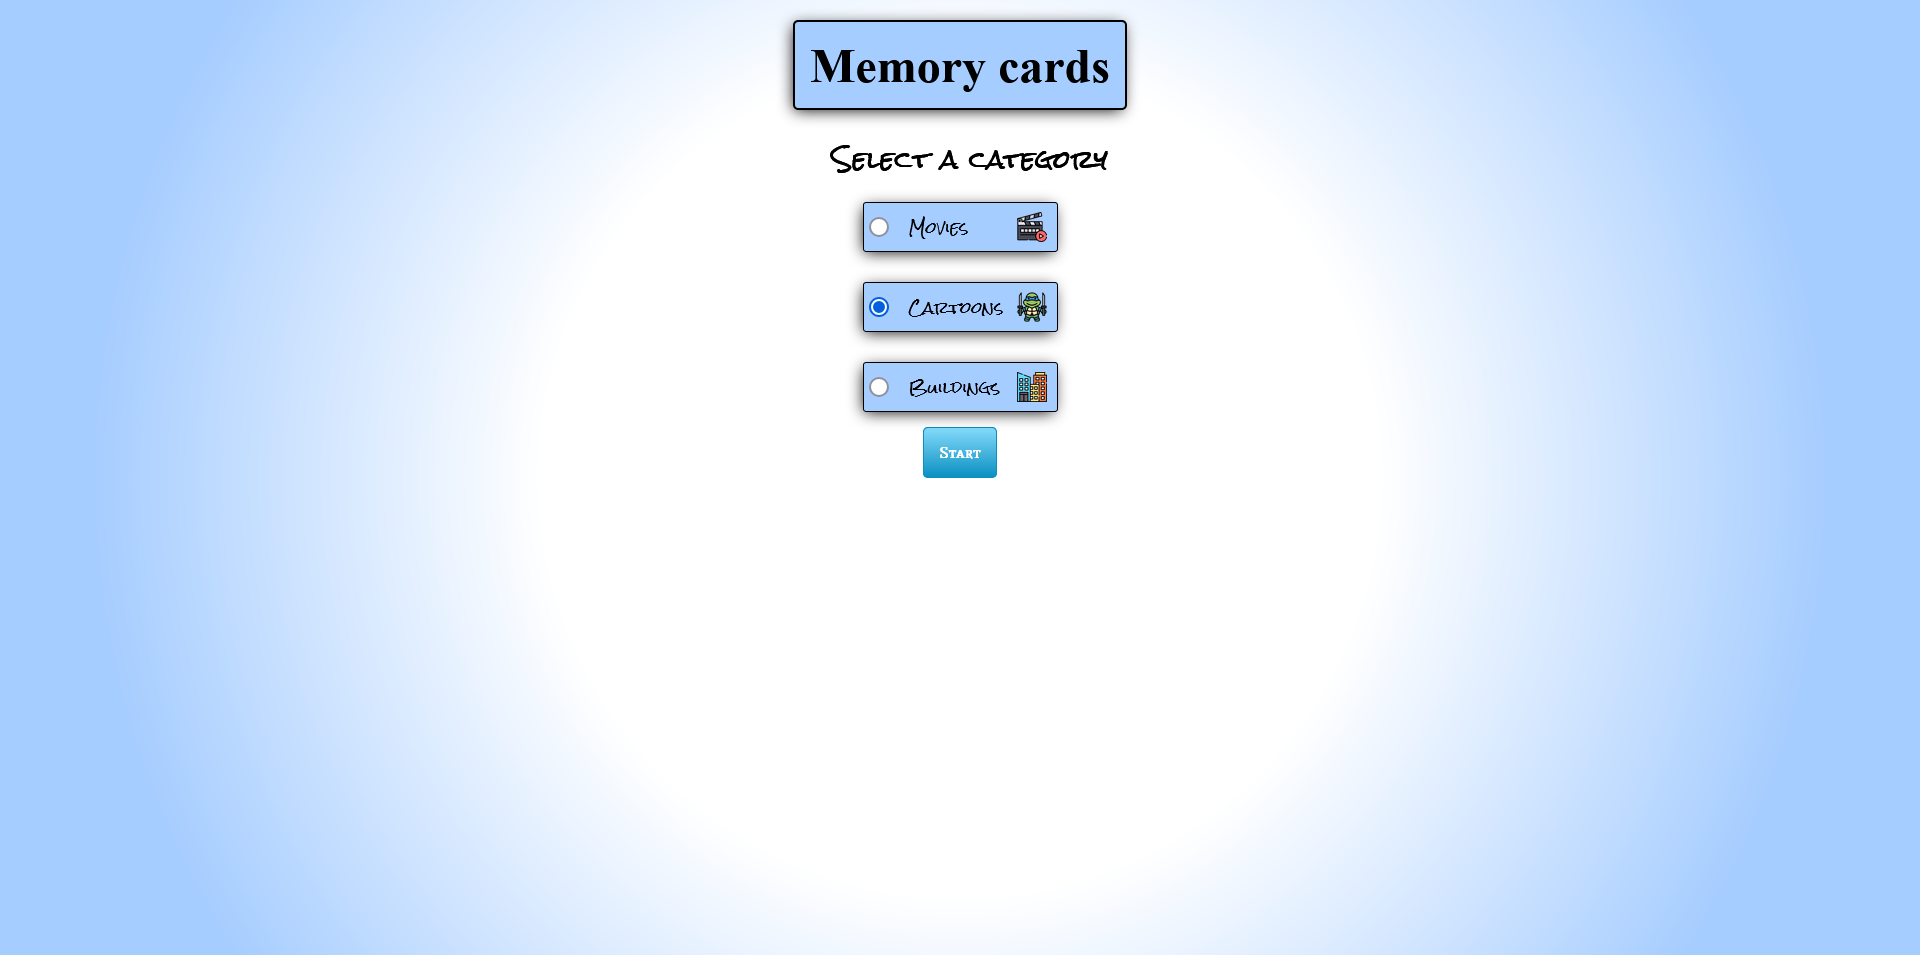 Memory cards
Select a category
Movies
Cartoons
Buildings
Start